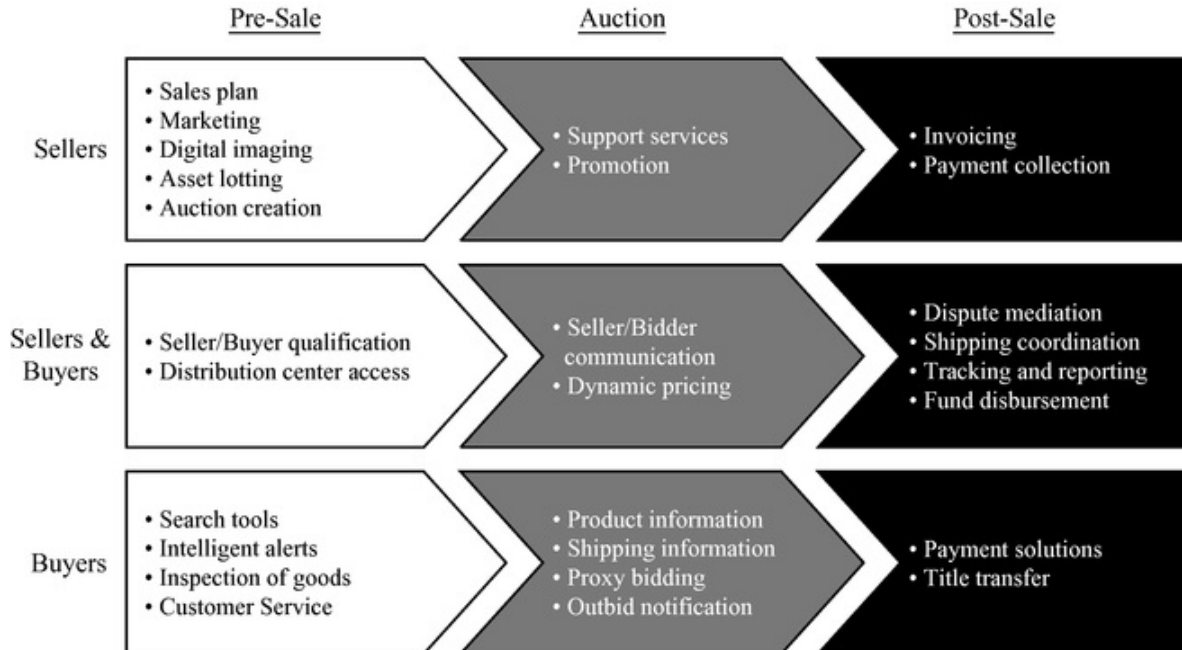 Pre-Sale
Auction
Post-Sale
Sellers
• Sales plan
• Marketing
• Digital imaging
• Asset lotting
• Auction creation
• Support services
• Promotion
• Invoicing
• Payment collection
Sellers &
Buyers
• Seller/Buyer qualification
• Distribution center access
• Seller/Bidder
communication
• Dynamic pricing
• Dispute mediation
• Shipping coordination
• Tracking and reporting
• Fund disbursement
Buyers
• Search tools
• Intelligent alerts
• Inspection of goods
• Customer Service
• Product information
• Shipping information
• Proxy bidding
• Outbid notification
• Payment solutions
• Title transfer